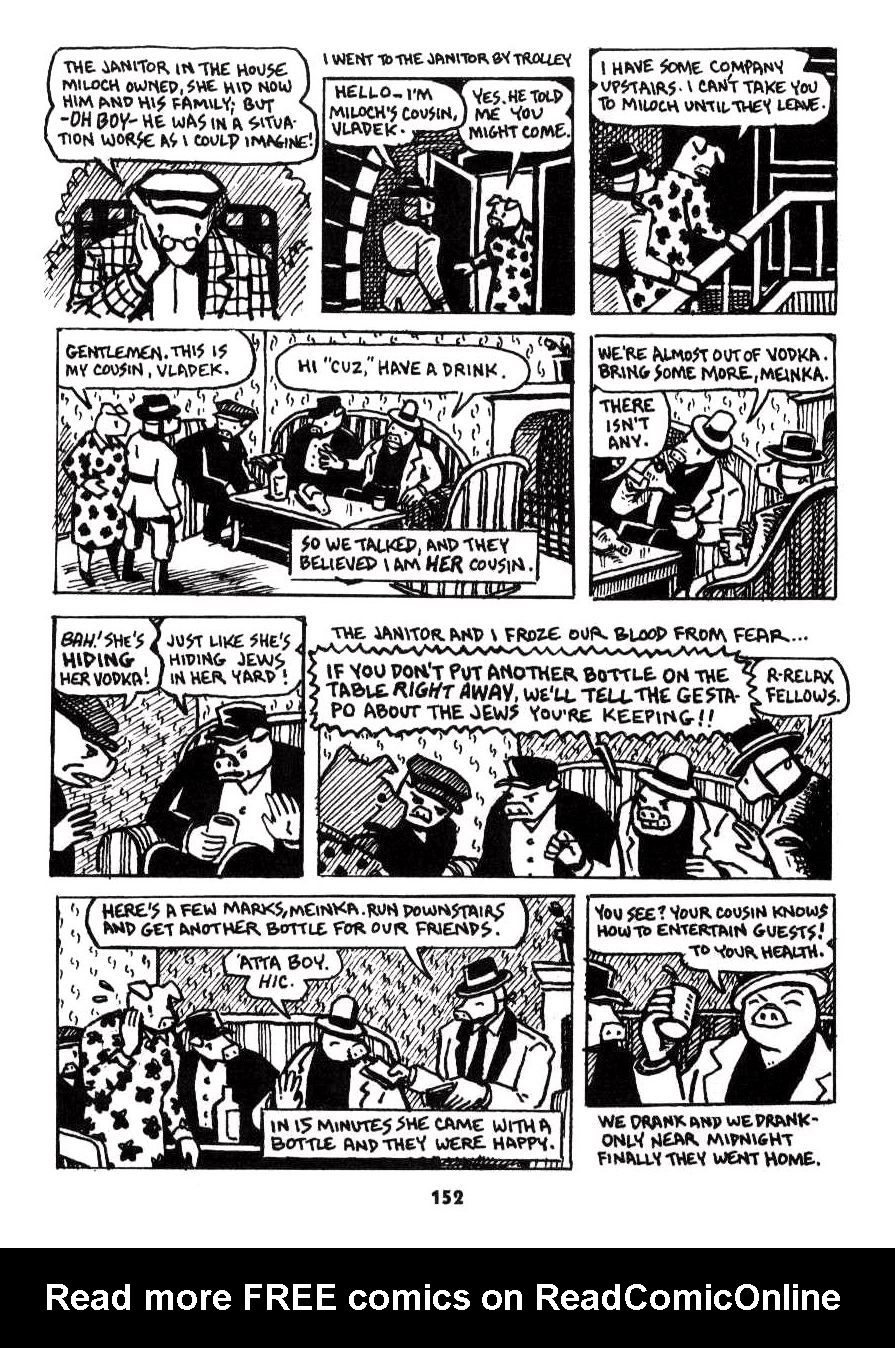 THE JANITOR IN THE HOUSE
MILOCH OWNED, SHE HID NOW
HIM AND HIS FAMILY; BUT
-OH BOY- HE WAS IN A SITUA-
TION WORSE AS I COULD IMAGINE!
I WENT TO THE JANITOR BY TROLLEY
HELLO- I'M
MILOCH'S COUSIN,
VLADEK.
YES. HE TOLD
ME YOU
MIGHT COME.
I HAVE SOME COMPANY
UPSTAIRS. I CAN'T TAKE YOU
TO MILOCH UNTIL THEY LEAVE.
GENTLEMEN. THIS IS
MY COUSIN, VLADEK.
HI "CUZ," HAVE A DRINK.
SO WE TALKED, AND THEY
BELIEVED I AM HER COUSIN.
WE'RE ALMOST OUT OF VODKA.
BRING SOME MORE, MEINKA.
THERE
ISN'T
ANY.
BAH! SHE'S
HIDING
HER VODKA!
JUST LIKE SHE'S
HIDING JEWS
IN HER YARD!
THE JANITOR AND I FROZE OUR BLOOD FROM FEAR...
IF YOU DON'T PUT ANOTHER BOTTLE ON THE
TABLE RIGHT AWAY, WE'LL TELL THE GESTA-
PO ABOUT THE JEWS YOU'RE KEEPING!!
R-RELAX
FELLOWS.
HERE'S A FEW MARKS, MEINKA. RUN DOWNSTAIRS
AND GET ANOTHER BOTTLE FOR OUR FRIENDS.
'ATTA BOY.
HIC.
IN 15 MINUTES SHE CAME WITH A
BOTTLE AND THEY WERE HAPPY.
YOU SEE? YOUR COUSIN KNOWS
HOW TO ENTERTAIN GUESTS!
TO YOUR HEALTH.
WE DRANK AND WE DRANK-
ONLY NEAR MIDNIGHT
FINALLY THEY WENT HOME.
152
Read more FREE comics on ReadComicOnline